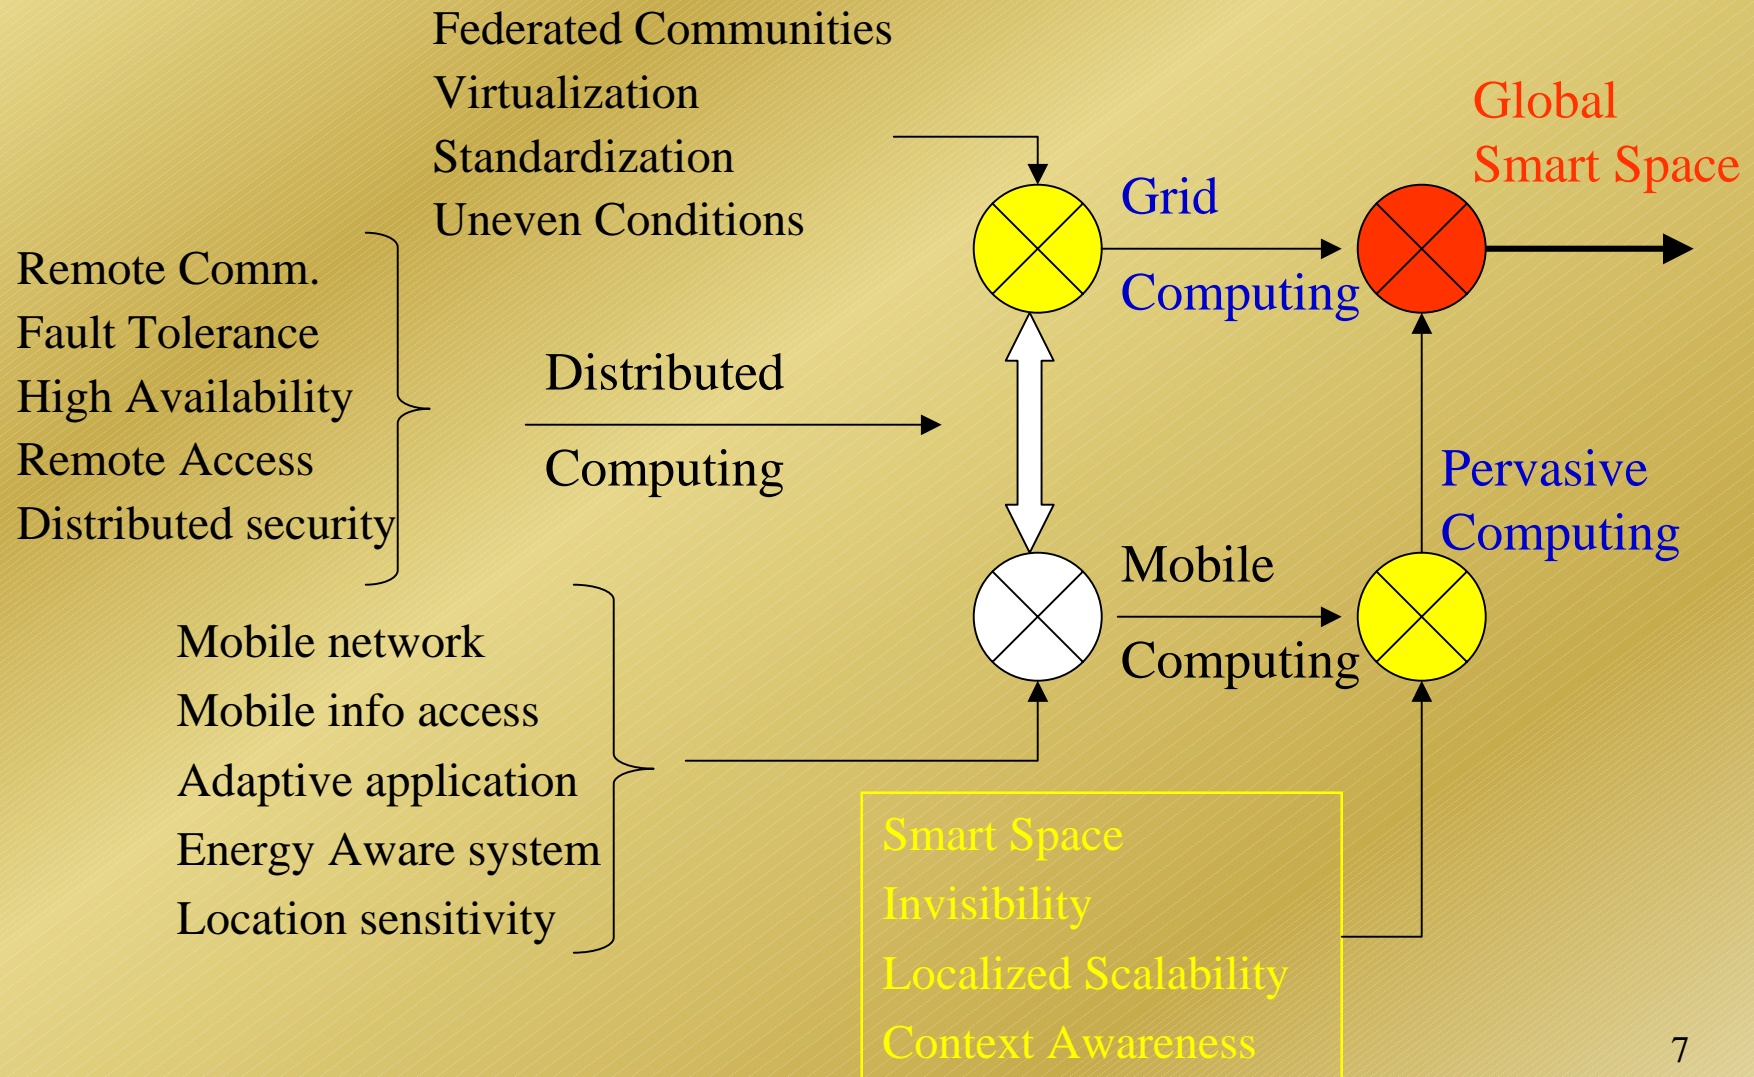 Federated Communities
Virtualization
Standardization
Uneven Conditions
Global
Smart Space
Grid
Computing
Remote Comm.
Fault Tolerance
High Availability
Remote Access
Distributed security
Distributed
Computing
Pervasive
Computing
Mobile
Computing
Mobile network
Mobile info access
Adaptive application
Energy Aware system
Location sensitivity
Smart Space
Invisibility
Localized Scalability
Context Awareness
7